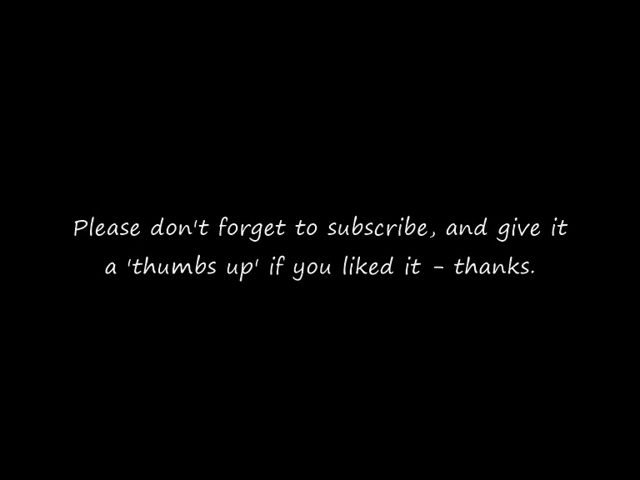 Please don't forget to subscribe, and give it
a 'thumbs up' if you liked it - thanks.